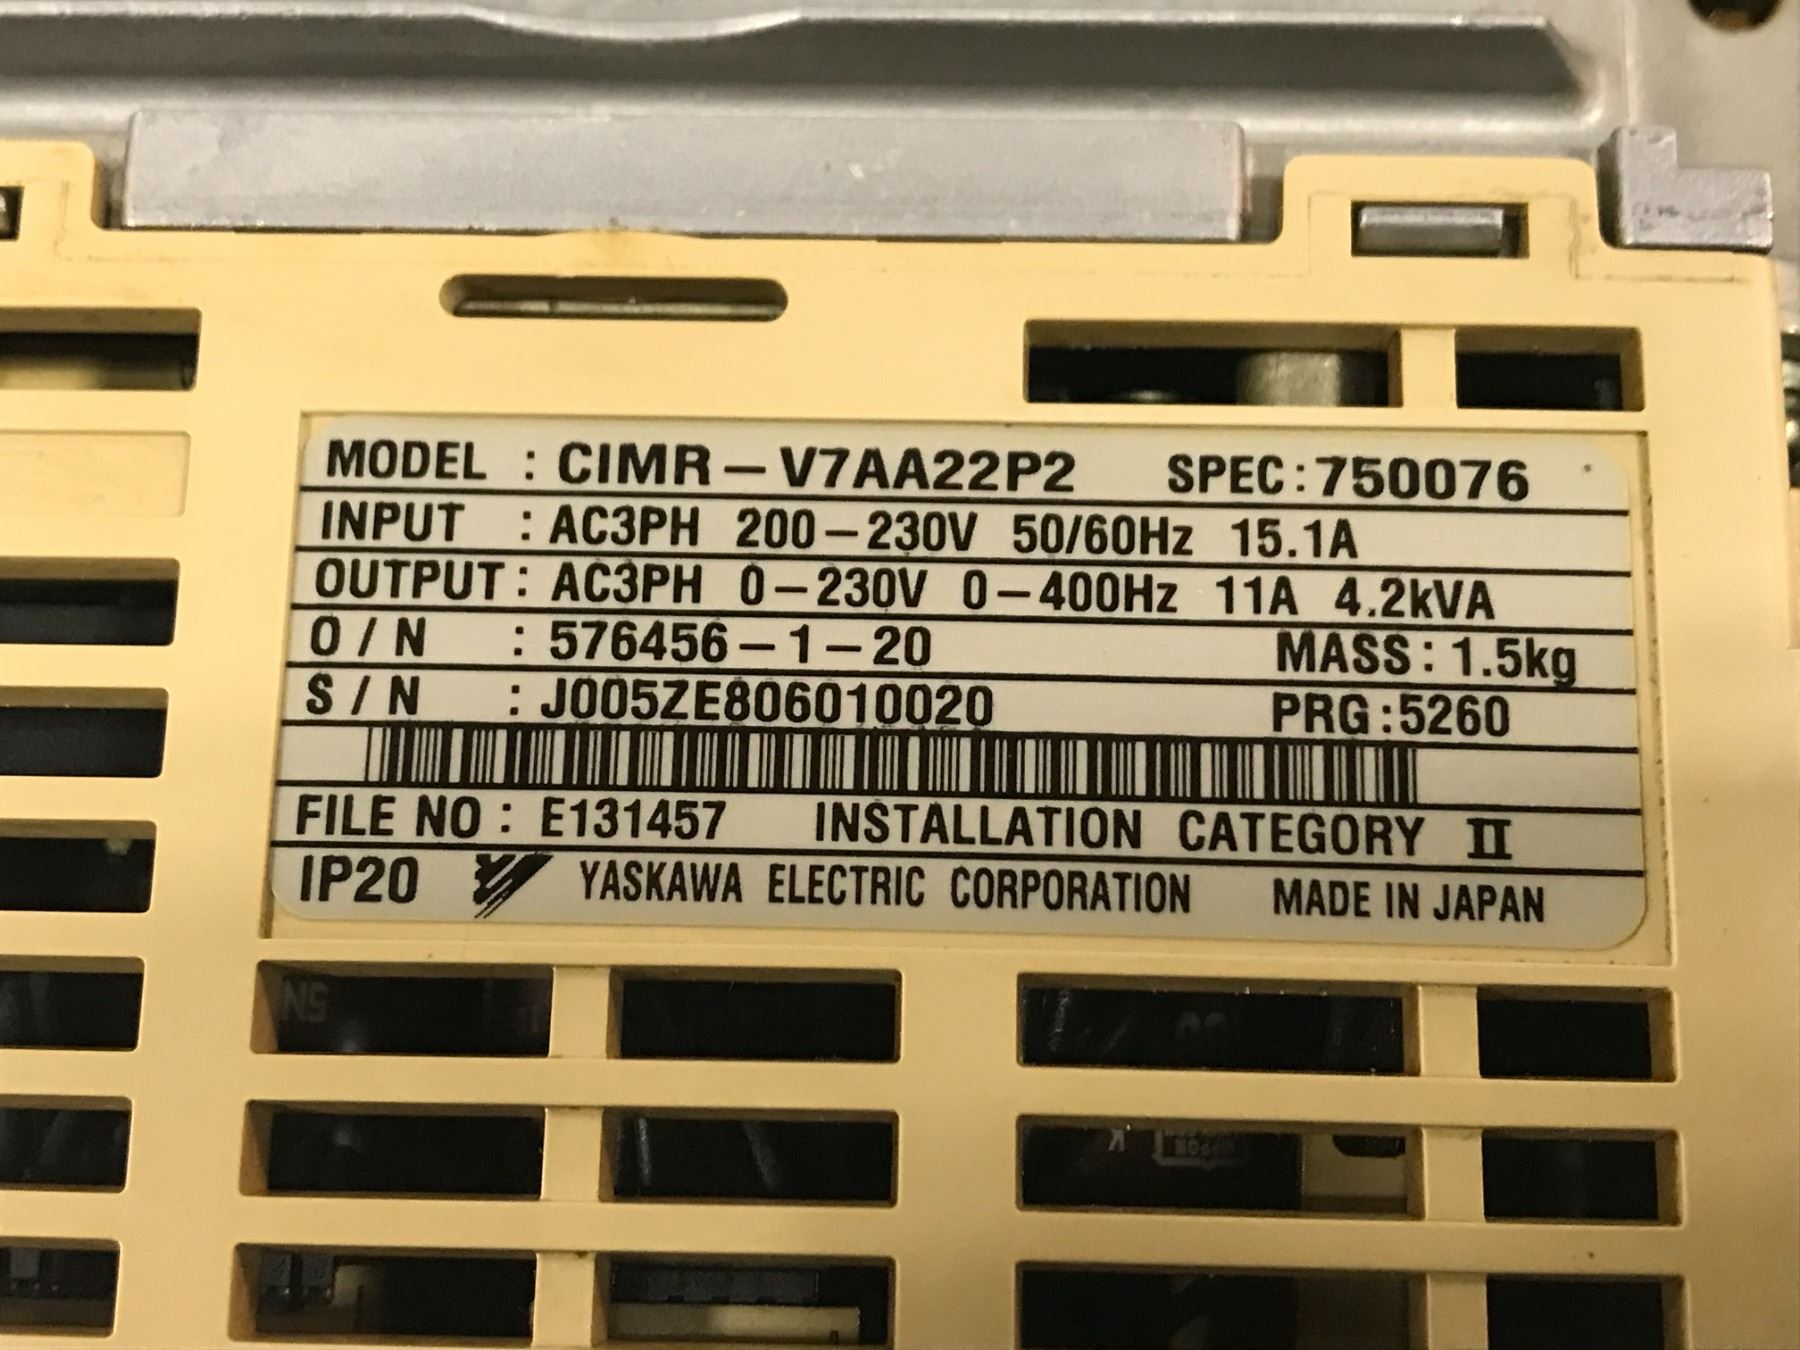 MODEL : CIMR-V7AA22P2 SPEC:750076
INPUT : AC3PH 200-230V 50/60Hz 15.1A
OUTPUT: AC3PH 0-230V 0-400Hz 11A 4.2kVA
O/N : 576456-1-20 MASS: 1.5kg
S/N : J005ZE806010020 PRG:5260
FILE NO: E131457 INSTALLATION CATEGORY II
IP20 YASKAWA ELECTRIC CORPORATION MADE IN JAPAN